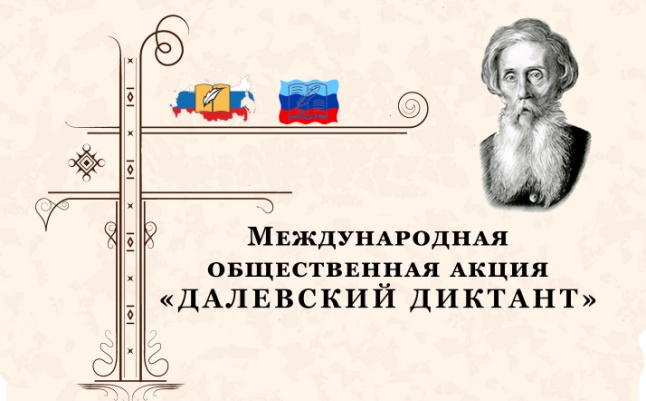 Международная
общественная акция
«ДАЛЕВСКИЙ ДИКТАНТ»